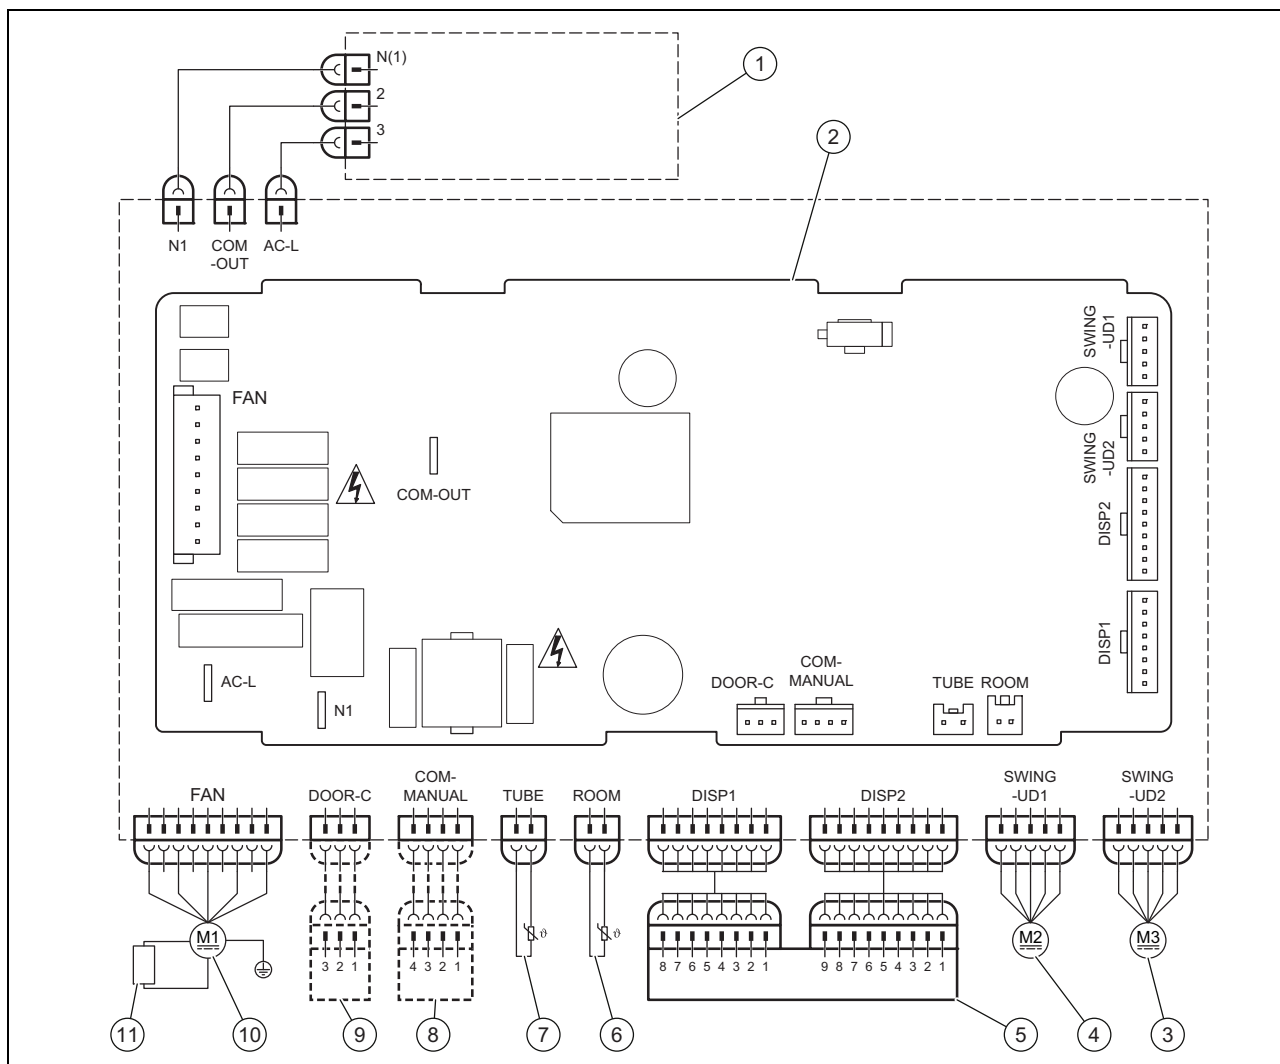 N(1)
1
2
3
2
N1
COM
-OUT
AC-L
SWING
-UD1
FAN
SWING
-UD2
COM-OUT
DISP2
DISP1
AC-L
N1
DOOR-C
COM-
MANUAL
TUBE
ROOM
FAN
DOOR-C
COM-
MANUAL
TUBE
ROOM
DISP1
DISP2
SWING
-UD1
SWING
-UD2
M1
ϑ
ϑ
M2
M3
3 2 1
4 3 2 1
8 7 6 5 4 3 2 1
9 8 7 6 5 4 3 2 1
11
10
9
8
7
6
5
4
3